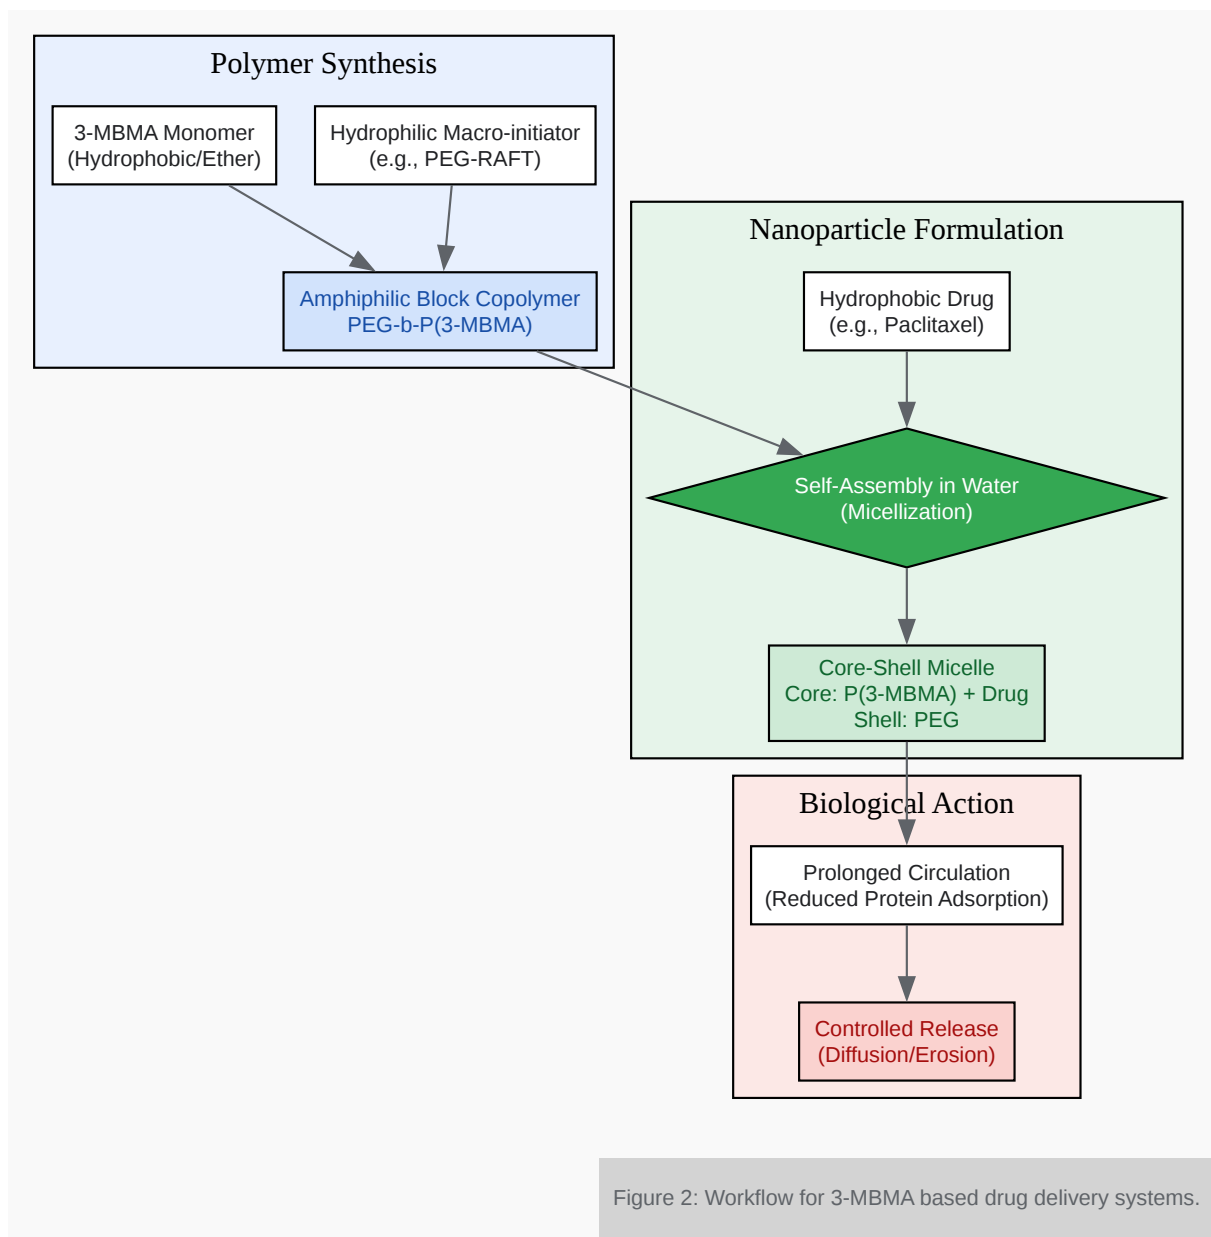 Polymer Synthesis
3-MBMA Monomer
(Hydrophobic/Ether)
Hydrophilic Macro-initiator
(e.g., PEG-RAFT)
Amphiphilic Block Copolymer
PEG-b-P(3-MBMA)
Nanoparticle Formulation
Hydrophobic Drug
(e.g., Paclitaxel)
Self-Assembly in Water
(Micellization)
Core-Shell Micelle
Core: P(3-MBMA) + Drug
Shell: PEG
Biological Action
Prolonged Circulation
(Reduced Protein Adsorption)
Controlled Release
(Diffusion/Erosion)
Figure 2: Workflow for 3-MBMA based drug delivery systems.